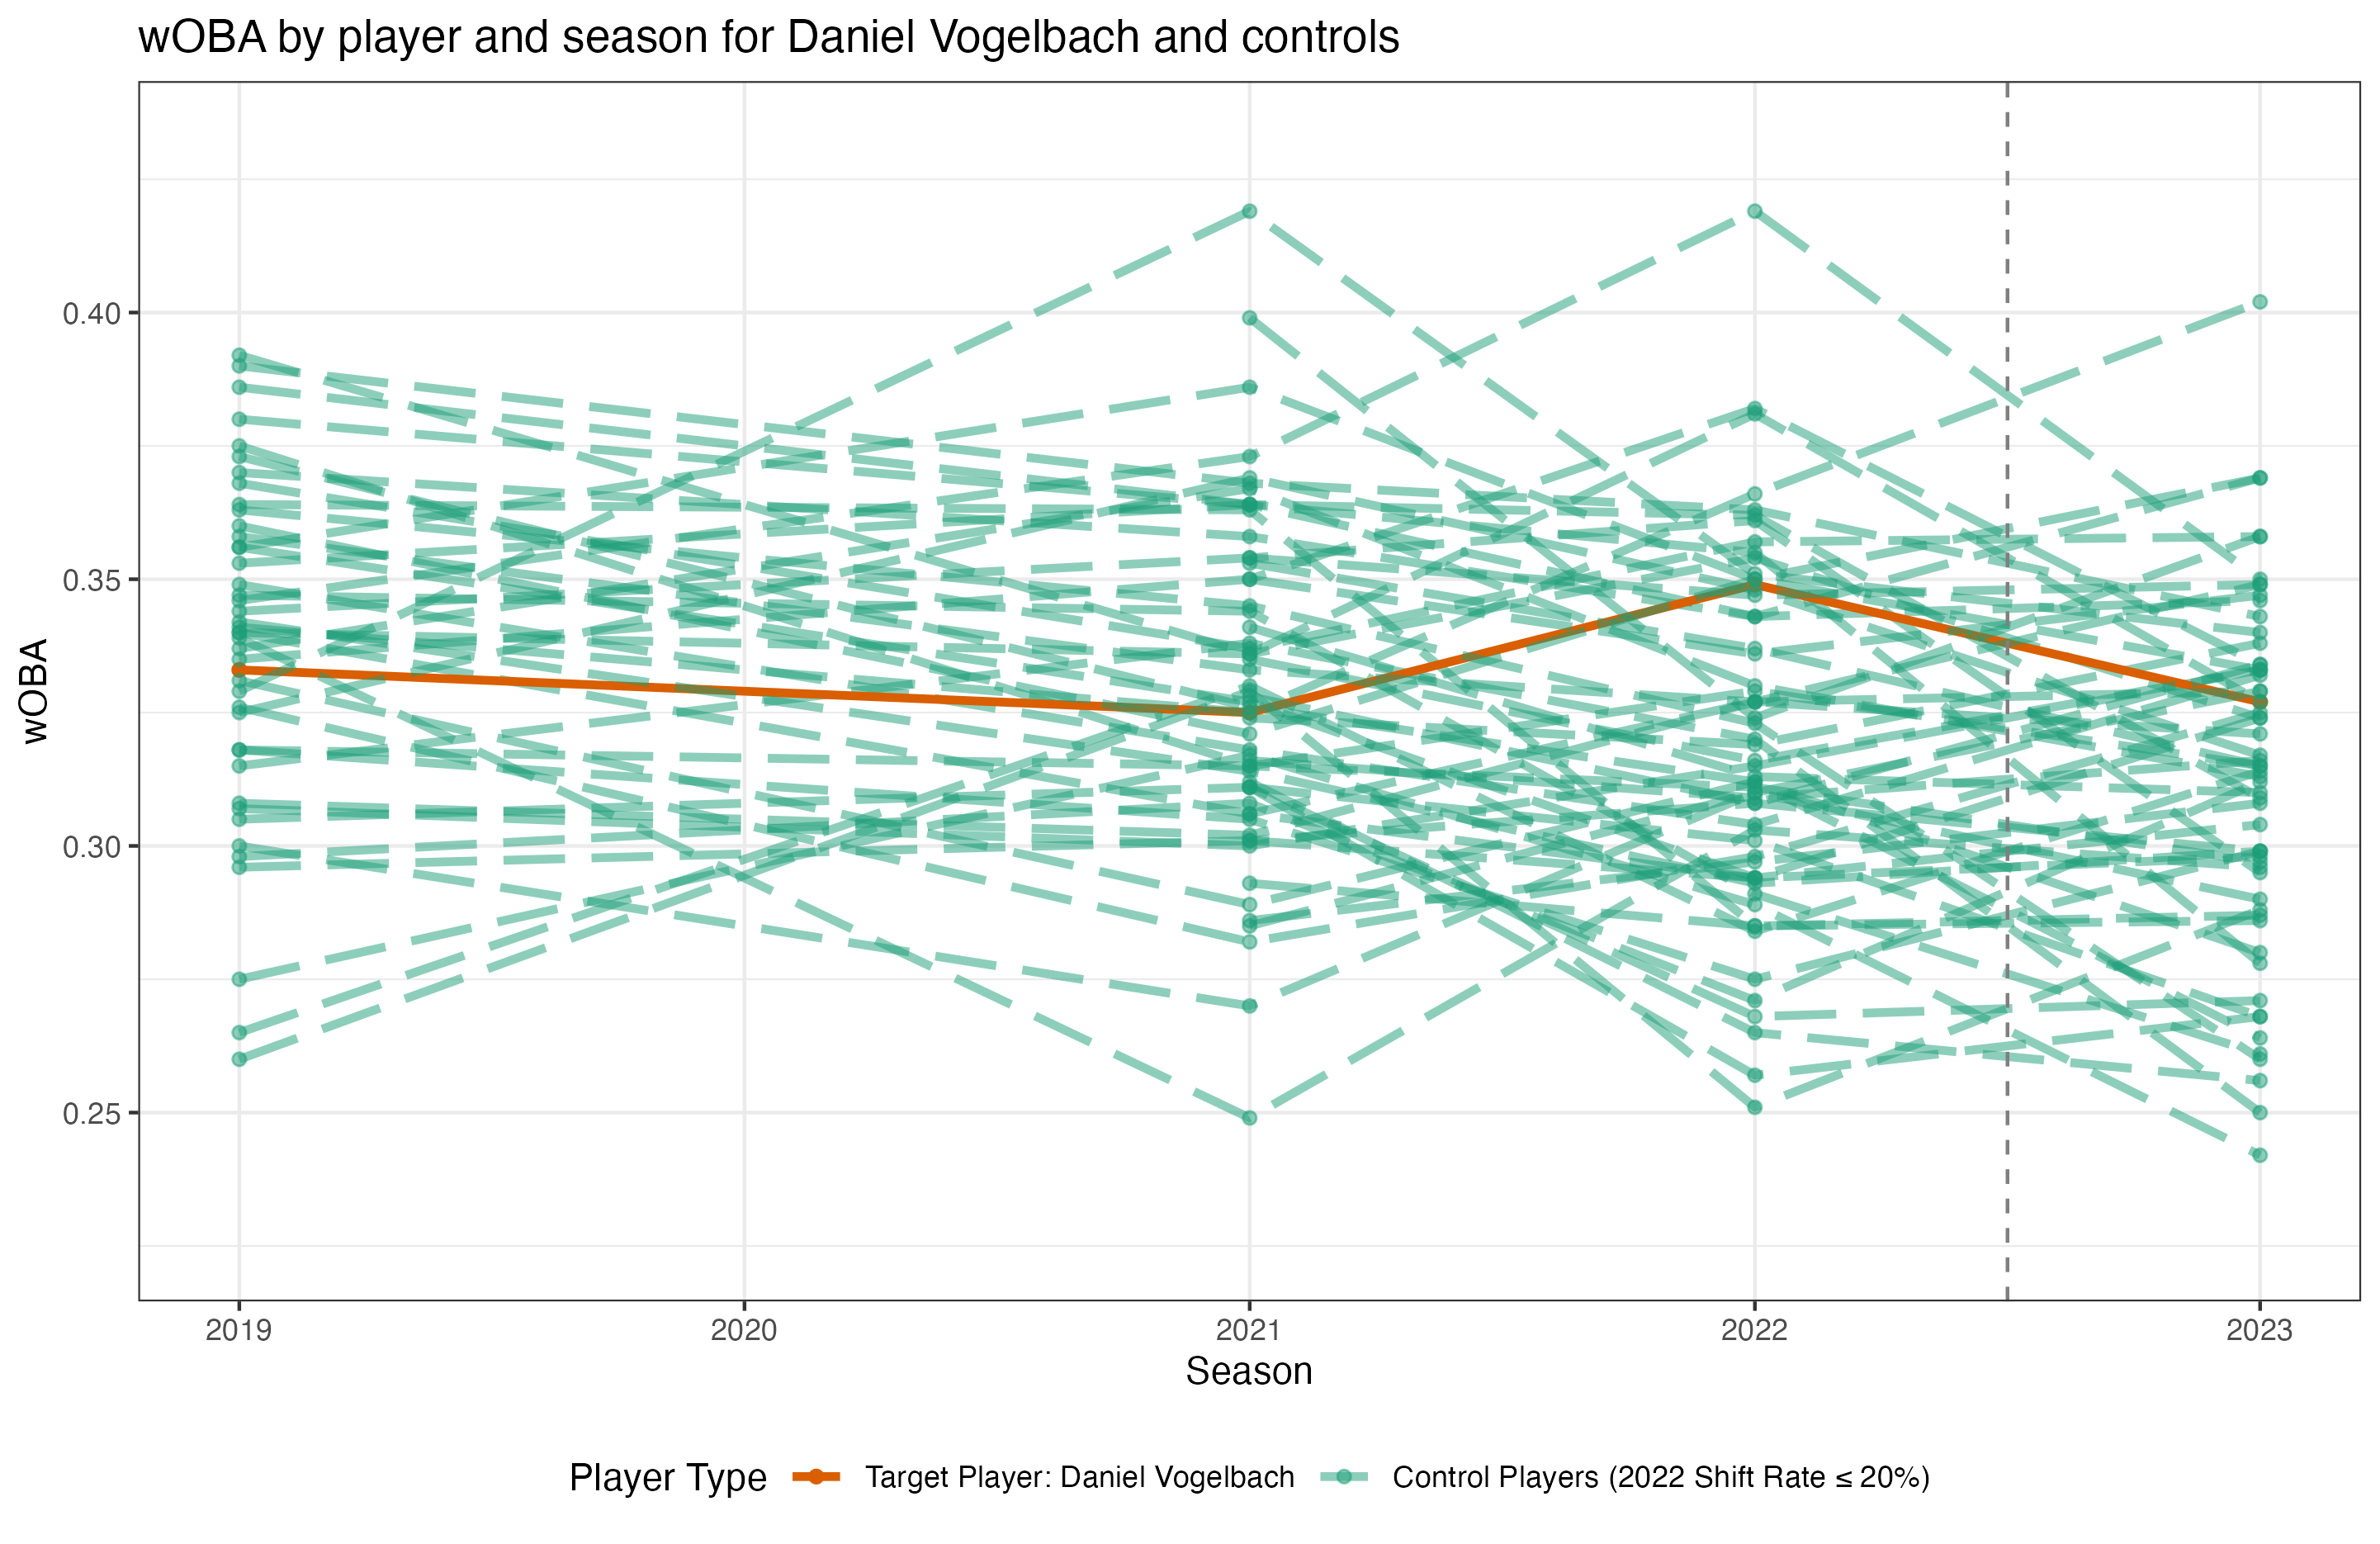 wOBA by player and season for Daniel Vogelbach and controls
wOBA
0.40
0.35
0.30
0.25
2019 2020 2021 2022 2023
Season
Player Type Target Player: Daniel Vogelbach Control Players (2022 Shift Rate ≤ 20%)